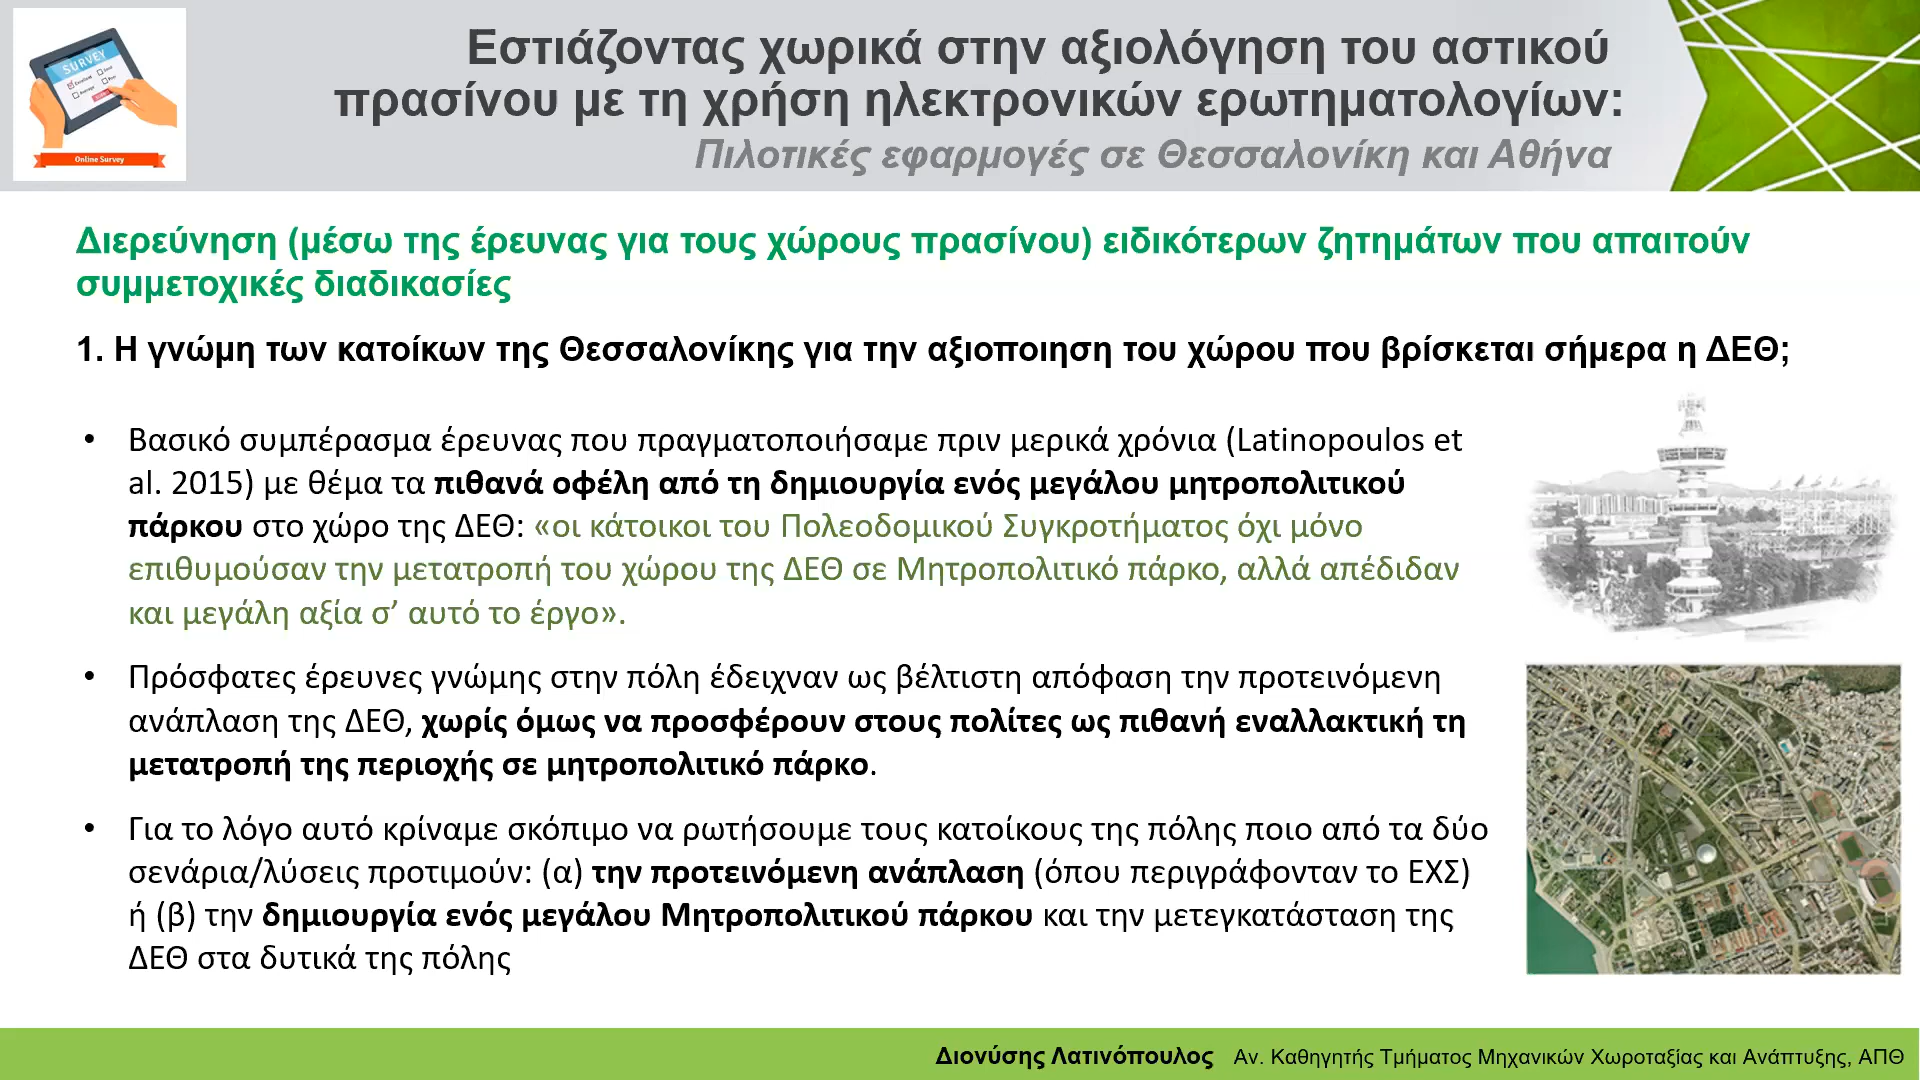 SURVEY
Excellent
Good
Average
Poor
Online Survey
Εστιάζοντας χωρικά στην αξιολόγηση του αστικού
πρασίνου με τη χρήση ηλεκτρονικών ερωτηματολογίων:
Πιλοτικές εφαρμογές σε Θεσσαλονίκη και Αθήνα
Διερεύνηση (μέσω της έρευνας για τους χώρους πρασίνου) ειδικότερων ζητημάτων που απαιτούν
συμμετοχικές διαδικασίες
1. Η γνώμη των κατοίκων της Θεσσαλονίκης για την αξιοποιηση του χώρου που βρίσκεται σήμερα η ΔΕΘ;
• Βασικό συμπέρασμα έρευνας που πραγματοποιήσαμε πριν μερικά χρόνια (Latinopoulos et
al. 2015) με θέμα τα πιθανά οφέλη από τη δημιουργία ενός μεγάλου μητροπολιτικού
πάρκου στο χώρο της ΔΕΘ: «οι κάτοικοι του Πολεοδομικού Συγκροτήματος όχι μόνο
επιθυμούσαν την μετατροπή του χώρου της ΔΕΘ σε Μητροπολιτικό πάρκο, αλλά απέδιδαν
και μεγάλη αξία σ’ αυτό το έργο».
• Πρόσφατες έρευνες γνώμης στην πόλη έδειχναν ως βέλτιστη απόφαση την προτεινόμενη
ανάπλαση της ΔΕΘ, χωρίς όμως να προσφέρουν στους πολίτες ως πιθανή εναλλακτική τη
μετατροπή της περιοχής σε μητροπολιτικό πάρκο.
• Για το λόγο αυτό κρίναμε σκόπιμο να ρωτήσουμε τους κατοίκους της πόλης ποιο από τα δύο
σενάρια/λύσεις προτιμούν: (α) την προτεινόμενη ανάπλαση (όπου περιγράφονταν το ΕΧΣ)
ή (β) την δημιουργία ενός μεγάλου Μητροπολιτικού πάρκου και την μετεγκατάσταση της
ΔΕΘ στα δυτικά της πόλης
Διονύσης Λατινόπουλος Αν. Καθηγητής Τμήματος Μηχανικών Χωροταξίας και Ανάπτυξης, ΑΠΘ